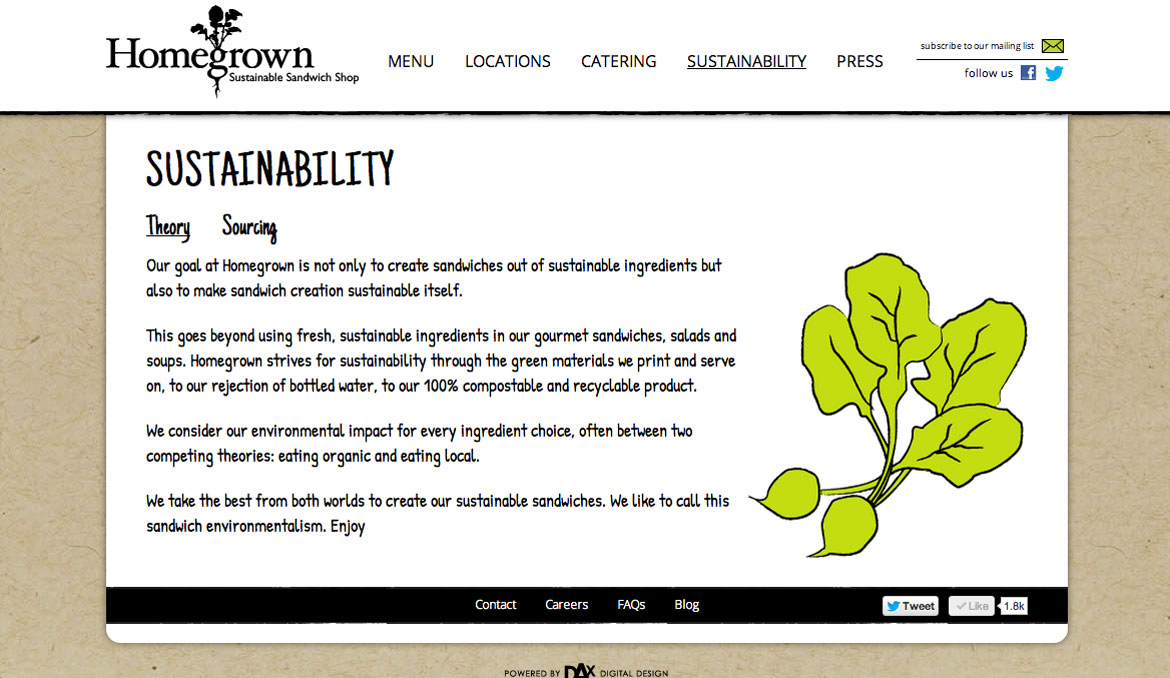 Homegrown
Sustainable Sandwich Shop
MENU LOCATIONS CATERING SUSTAINABILITY PRESS
subscribe to our mailing list
follow us
SUSTAINABILITY
Theory Sourcing
Our goal at Homegrown is not only to create sandwiches out of sustainable ingredients but
also to make sandwich creation sustainable itself.
This goes beyond using fresh, sustainable ingredients in our gourmet sandwiches, salads and
soups. Homegrown strives for sustainability through the green materials we print and serve
on, to our rejection of bottled water, to our 100% compostable and recyclable product.
We consider our environmental impact for every ingredient choice, often between two
competing theories: eating organic and eating local.
We take the best from both worlds to create our sustainable sandwiches. We like to call this
sandwich environmentalism. Enjoy
Contact Careers FAQs Blog
Tweet Like 1.8k
POWERED BY DAX DIGITAL DESIGN